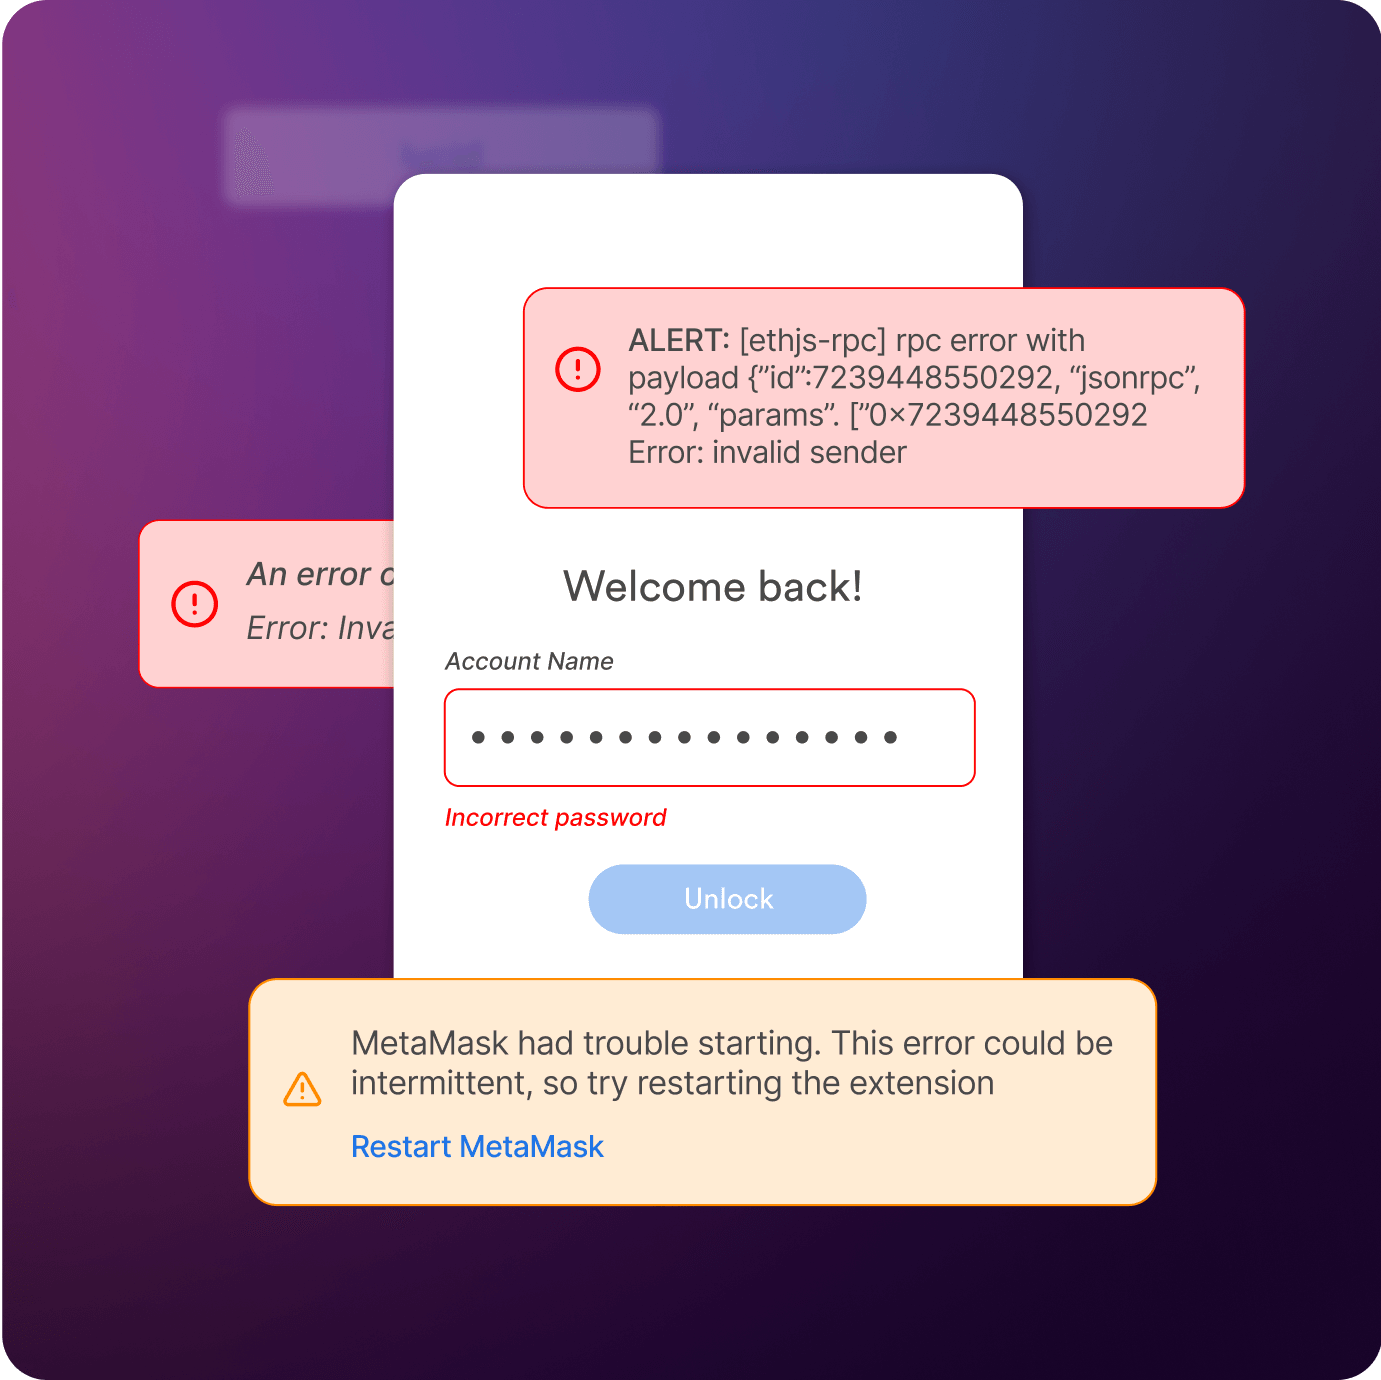 ALERT: [ethjs-rpc] rpc error with
payload {”id”:7239448550292, “jsonrpc”,
“2.0”, “params”. [”0×7239448550292
Error: invalid sender
An error
Error:
Welcome back!
Account Name
Incorrect password
Unlock
MetaMask had trouble starting. This error could be
intermittent, so try restarting the extension
Restart MetaMask